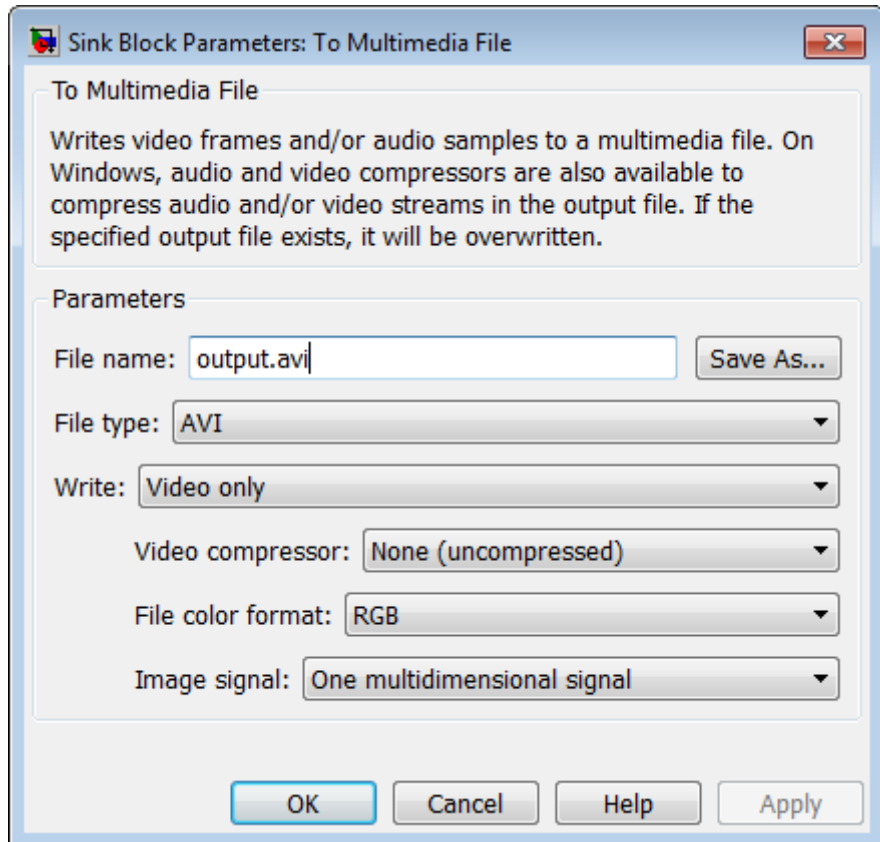 Sink Block Parameters: To Multimedia File
To Multimedia File
Writes video frames and/or audio samples to a multimedia file. On
Windows, audio and video compressors are also available to
compress audio and/or video streams in the output file. If the
specified output file exists, it will be overwritten.
Parameters
File name: output.avi Save As...
File type: AVI
Write: Video only
Video compressor: None (uncompressed)
File color format: RGB
Image signal: One multidimensional signal
OK Cancel Help Apply